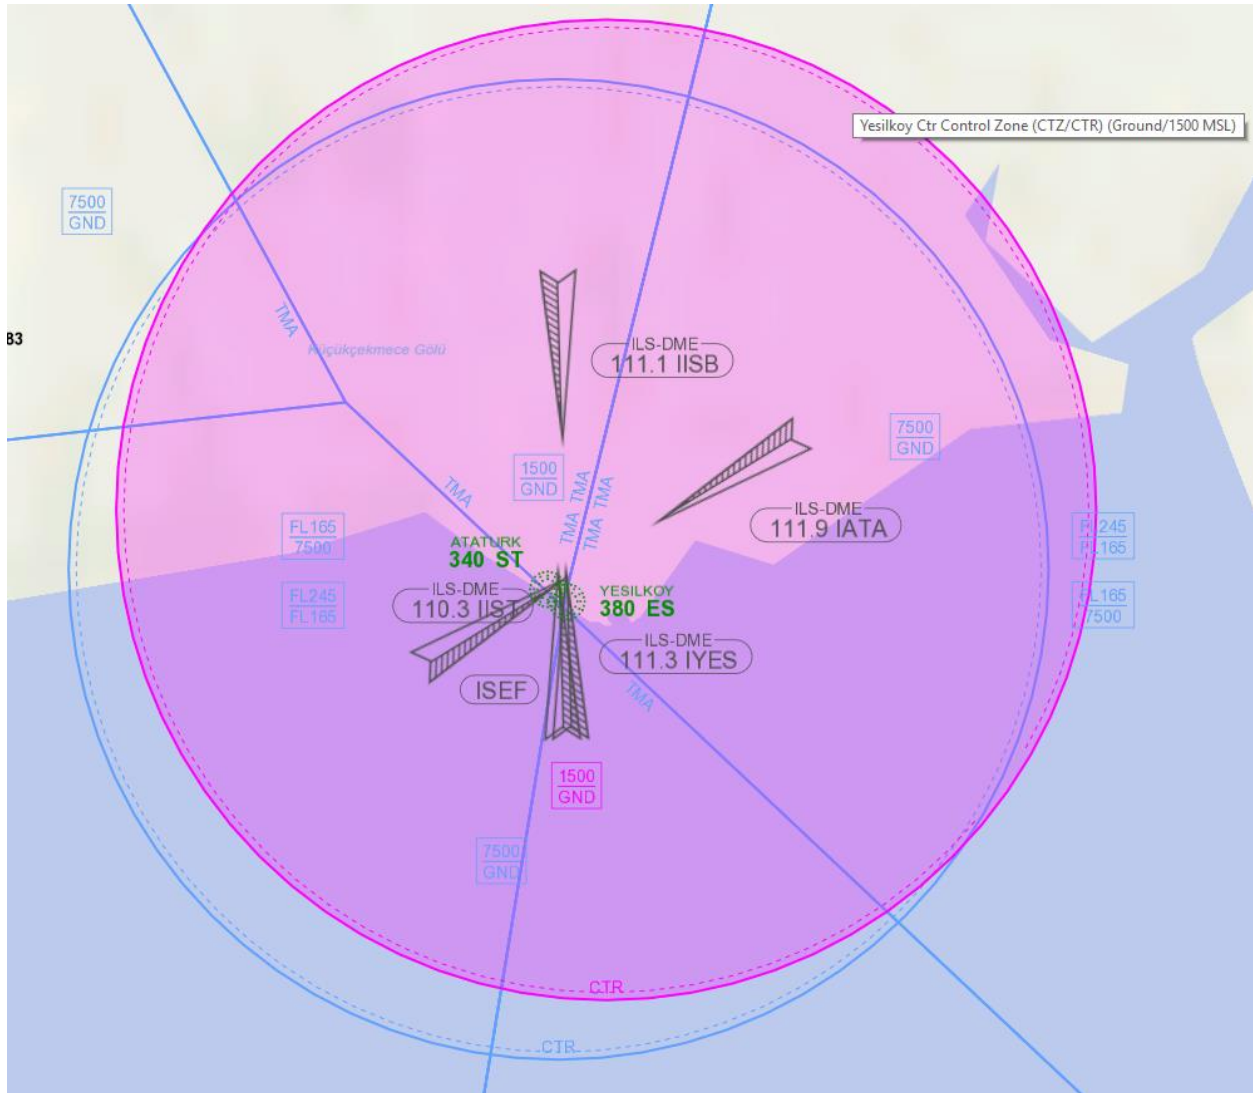 Yesilkoy Ctr Control Zone (CTZ/CTR) (Ground/1500 MSL)
7500
GND
TMA
83
Küçükçekmece Gölü
ILS-DME
111.1 IISB
7500
GND
1500
GND
TMA
TMA
TMA
TMA
TMA
ILS-DME
111.9 IATA
FL165
7500
FL245
FL165
ATATURK
340 ST
ILS-DME
110.3 IIST
FL245
FL165
YESILKOY
380 ES
FL165
7500
ILS-DME
111.3 IYES
ISEF
TMA
1500
GND
7500
GND
CTR
CTR